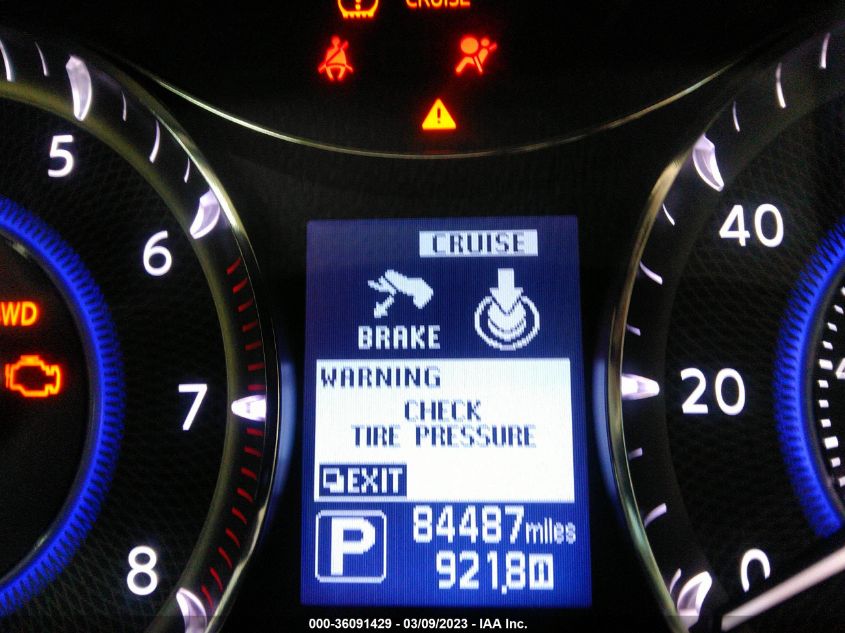 CRUISE
5
6
7
8
WD
40
20
0
CRUISE
BRAKE
WARNING
CHECK
TIRE PRESSURE
EXIT
P
84487 miles
921.8
000-36091429 - 03/09/2023 - IAA Inc.